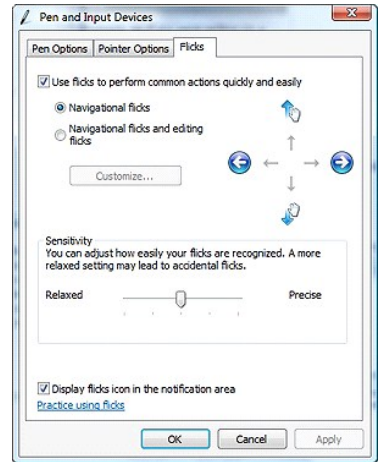 Pen and Input Devices
Pen Options Pointer Options Flicks
Use flicks to perform common actions quickly and easily
Navigational flicks
Navigational flicks and editing
flicks
Customize...
Sensitivity
You can adjust how easily your flicks are recognized. A more
relaxed setting may lead to accidental flicks.
Relaxed Precise
Display flicks icon in the notification area
Practice using flicks
OK Cancel Apply